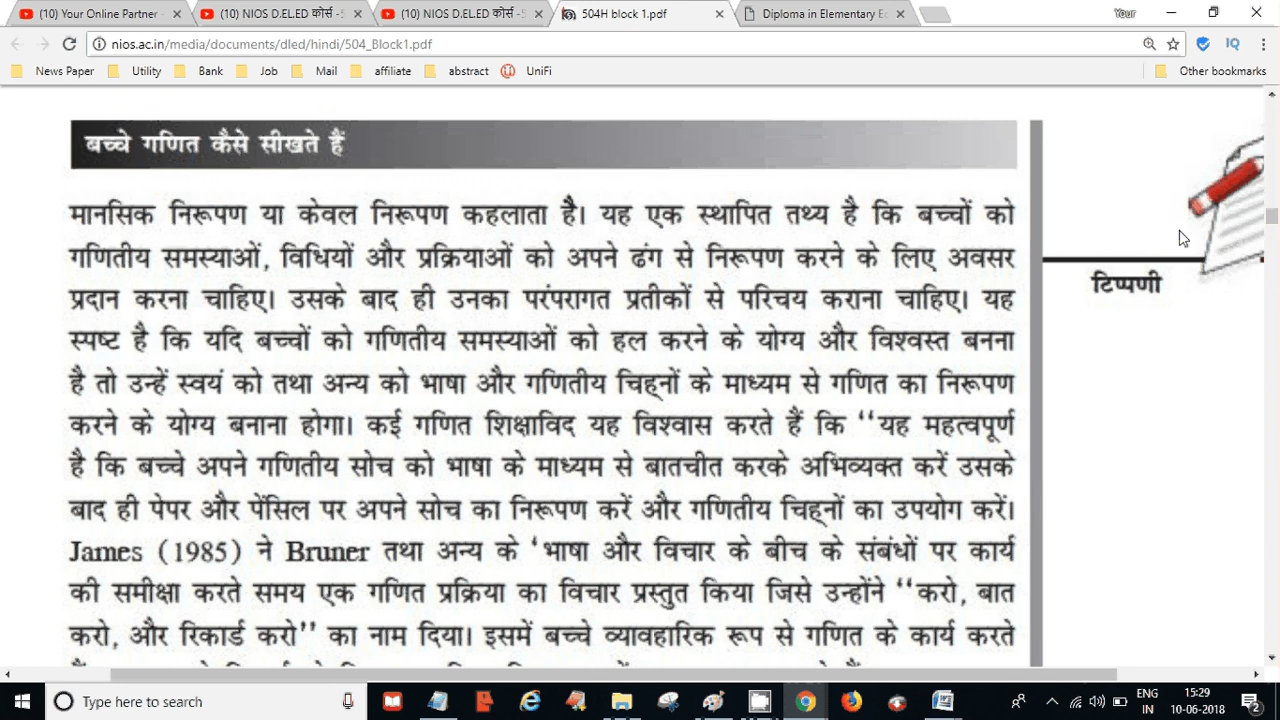 (10) Your Online Partner - (10) NIOS D.EL.ED कोर्स - (10) NIOS D.EL.ED कोर्स - 504H block 1.pdf Diploma in Elementary Your
nios.ac.in/media/documents/dled/hindi/504_Block1.pdf IQ
News Paper Utility Bank Job Mail affiliate abstract UniFi Other bookmarks
बच्चे गणित कैसे सीखते हैं
मानसिक निरूपण या केवल निरूपण कहलाता है। यह एक स्थापित तथ्य है कि बच्चों को
गणितीय समस्याओं, विधियों और प्रक्रियाओं को अपने ढंग से निरूपण करने के लिए अवसर
प्रदान करना चाहिए। उसके बाद ही उनका परंपरागत प्रतीकों से परिचय कराना चाहिए। यह
स्पष्ट है कि यदि बच्चों को गणितीय समस्याओं को हल करने के योग्य और विश्वस्त बनना
है तो उन्हें स्वयं को तथा अन्य को भाषा और गणितीय चिह्नों के माध्यम से गणित का निरूपण
करने के योग्य बनाना होगा। कई गणित शिक्षाविद यह विश्वास करते हैं कि ‘‘यह महत्वपूर्ण
है कि बच्चे अपने गणितीय सोच को भाषा के माध्यम से बातचीत करके अभिव्यक्त करें उसके
बाद ही पेपर और पेंसिल पर अपने सोच का निरूपण करें और गणितीय चिह्नों का उपयोग करें।
James (1985) ने Bruner तथा अन्य के ‘भाषा और विचार के बीच के संबंधों पर कार्य
की समीक्षा करते समय एक गणित प्रक्रिया का विचार प्रस्तुत किया जिसे उन्होंने ‘‘करो, बात
करो, और रिकार्ड करो’’ का नाम दिया। इसमें बच्चे व्यावहारिक रूप से गणित के कार्य करते
टिप्पणी
Type here to search
ENG 15:29
IN 10-06-2018 2